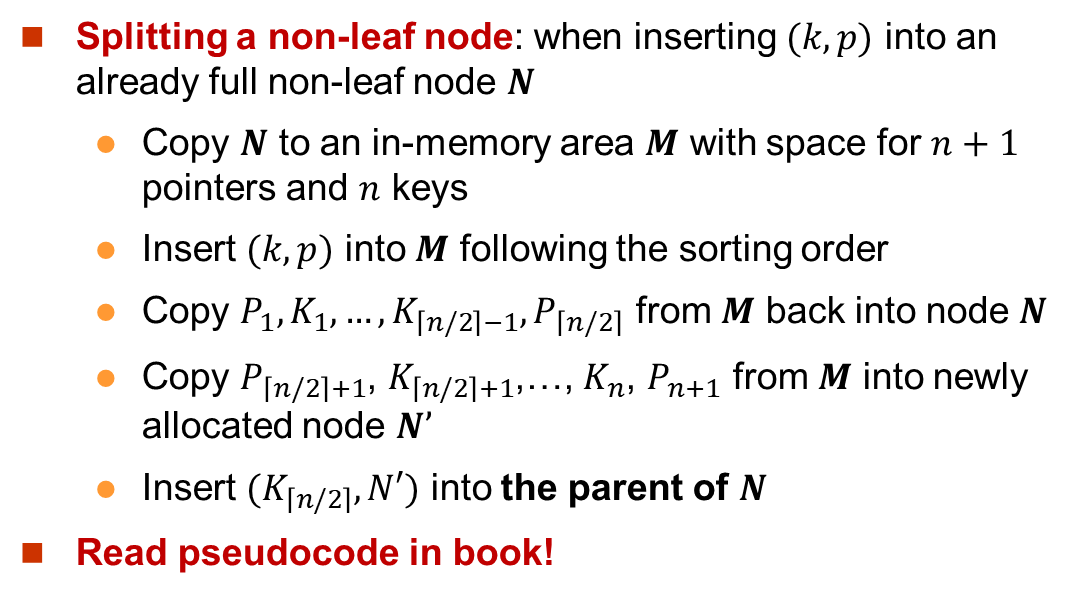 Splitting a non-leaf node: when inserting (k, p) into an
already full non-leaf node N
Copy N to an in-memory area M with space for n + 1
pointers and n keys
Insert (k, p) into M following the sorting order
Copy P₁, K₁, …, K⌈n/2⌉−1, P⌈n/2⌉ from M back into node N
Copy P⌈n/2⌉+1, K⌈n/2⌉+1,…, Kn, Pn+1 from M into newly
allocated node N’
Insert (K⌈n/2⌉, N′) into the parent of N
Read pseudocode in book!